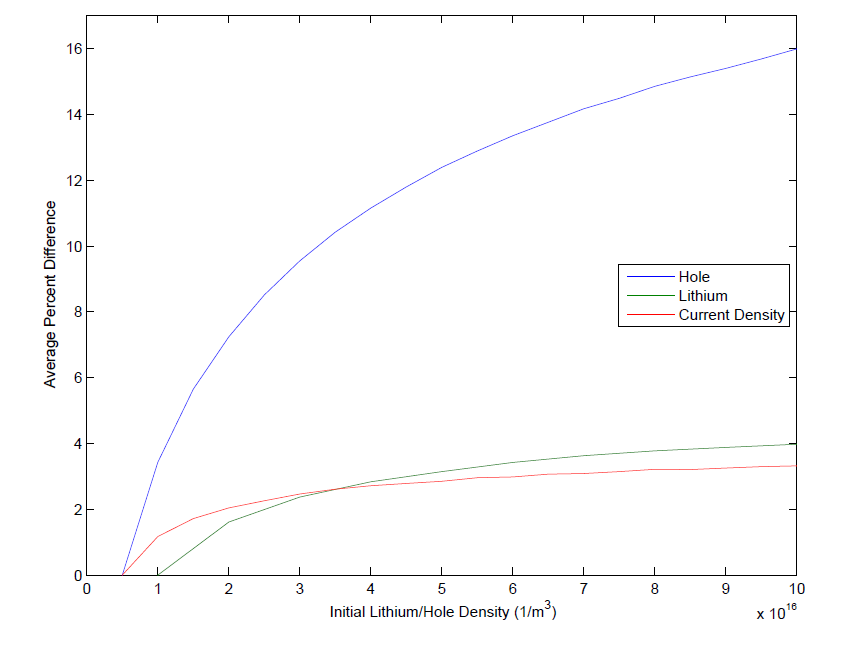 16
14
12
10
8
6
4
2
0
Average Percent Difference
Hole
Lithium
Current Density
0 1 2 3 4 5 6 7 8 9 10
Initial Lithium/Hole Density (1/m³)
x 10¹⁶